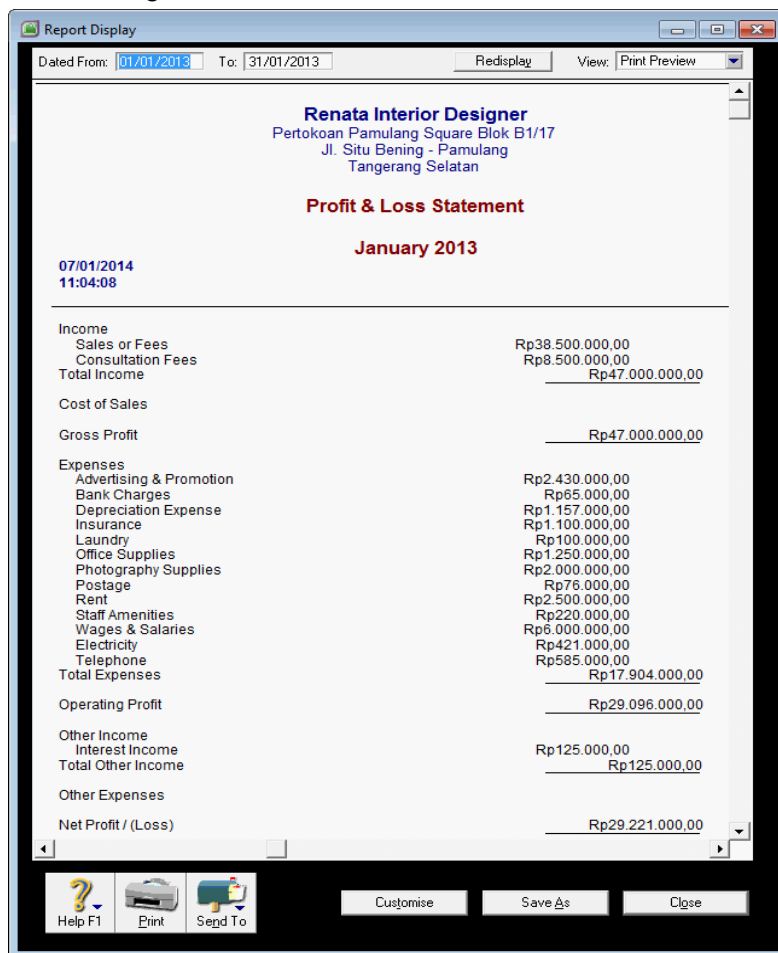 Report Display
Dated From: 01/01/2013 To: 31/01/2013 Redisplay View: Print Preview
Renata Interior Designer
Pertokoan Pamulang Square Blok B1/17
Jl. Situ Bening - Pamulang
Tangerang Selatan
Profit & Loss Statement
January 2013
07/01/2014
11:04:08
Income
Sales or Fees Rp38.500.000,00
Consultation Fees Rp8.500.000,00
Total Income Rp47.000.000,00
Cost of Sales
Gross Profit Rp47.000.000,00
Expenses
Advertising & Promotion Rp2.430.000,00
Bank Charges Rp65.000,00
Depreciation Expense Rp1.157.000,00
Insurance Rp1.100.000,00
Laundry Rp100.000,00
Office Supplies Rp1.250.000,00
Photography Supplies Rp2.000.000,00
Postage Rp76.000,00
Rent Rp2.500.000,00
Staff Amenities Rp220.000,00
Wages & Salaries Rp6.000.000,00
Electricity Rp421.000,00
Telephone Rp585.000,00
Total Expenses Rp17.904.000,00
Operating Profit Rp29.096.000,00
Other Income
Interest Income Rp125.000,00
Total Other Income Rp125.000,00
Other Expenses
Net Profit / (Loss) Rp29.221.000,00
Help F1 Print Send To Customise Save As Close